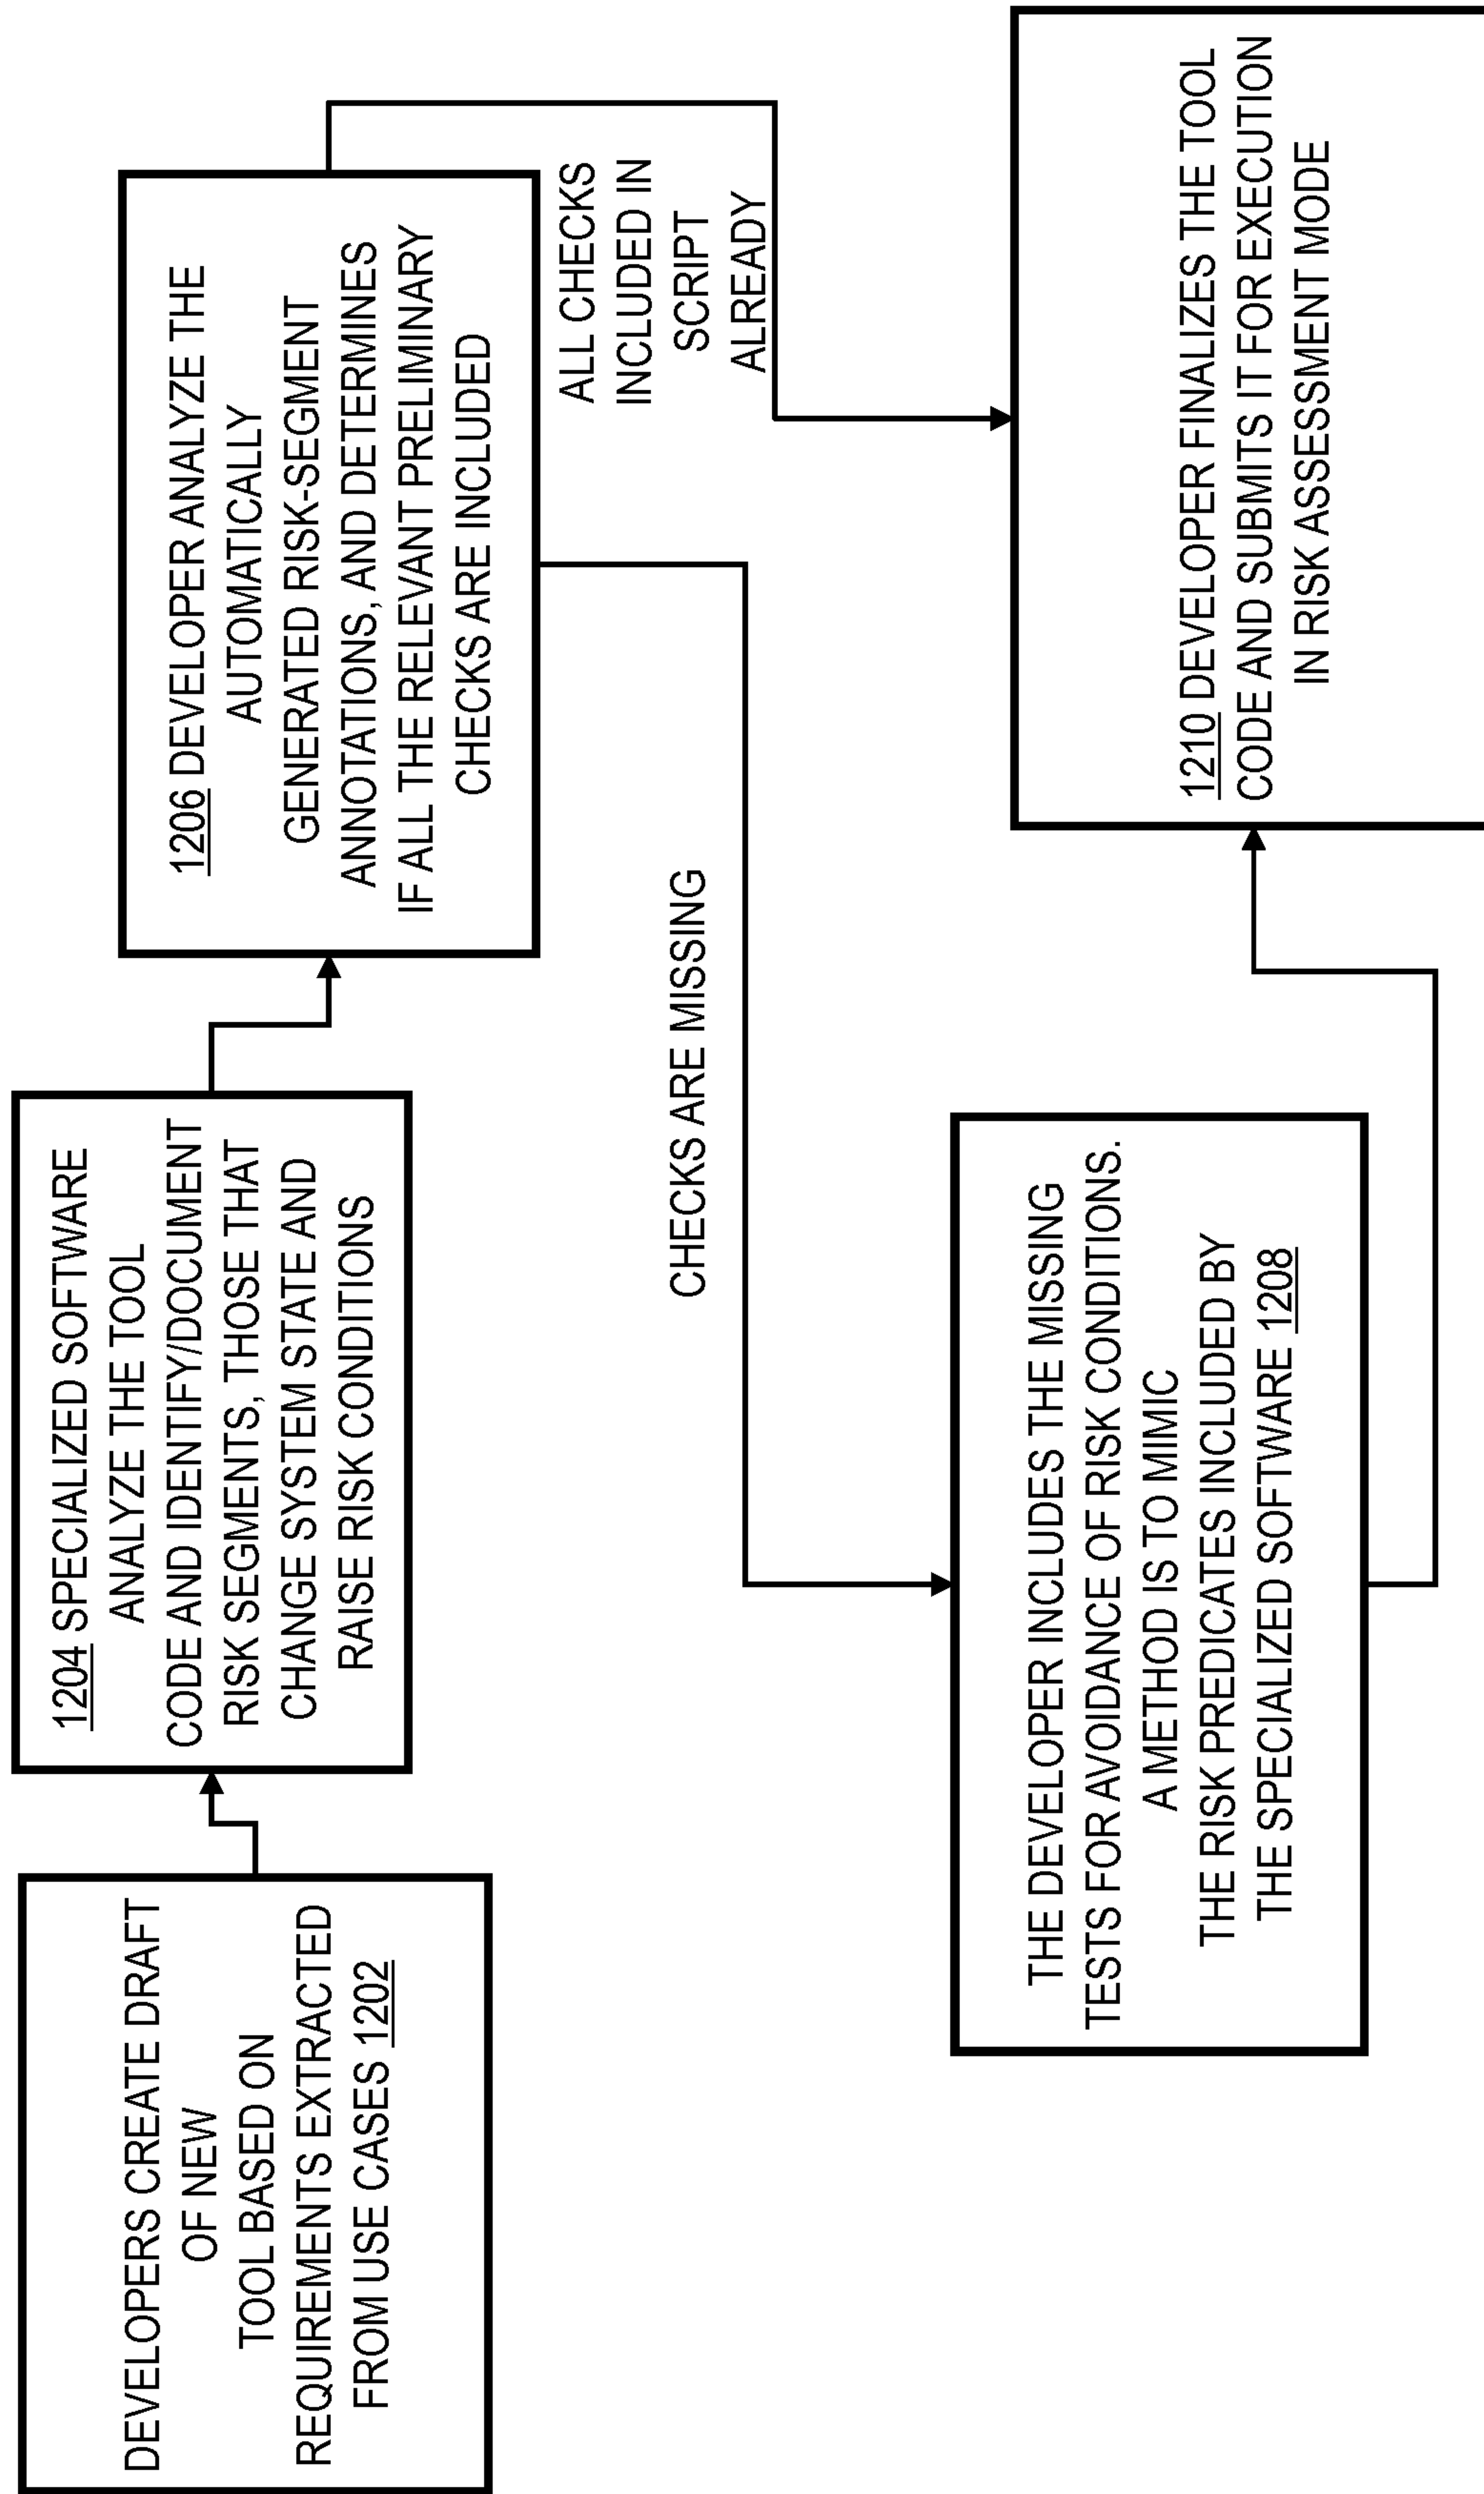 DEVELOPERS CREATE DRAFT
OF NEW
TOOL BASED ON
REQUIREMENTS EXTRACTED
FROM USE CASES 1202
1204 SPECIALIZED SOFTWARE
ANALYZE THE TOOL
CODE AND IDENTIFY/DOCUMENT
RISK SEGMENTS, THOSE THAT
CHANGE SYSTEM STATE AND
RAISE RISK CONDITIONS
1206 DEVELOPER ANALYZE THE
AUTOMATICALLY
GENERATED RISK-SEGMENT
ANNOTATIONS, AND DETERMINES
IF ALL THE RELEVANT PRELIMINARY
CHECKS ARE INCLUDED
CHECKS ARE MISSING
ALL CHECKS
INCLUDED IN
SCRIPT
ALREADY
THE DEVELOPER INCLUDES THE MISSING
TESTS FOR AVOIDANCE OF RISK CONDITIONS.
A METHOD IS TO MIMIC
THE RISK PREDICATES INCLUDED BY
THE SPECIALIZED SOFTWARE 1208
1210 DEVELOPER FINALIZES THE TOOL
CODE AND SUBMITS IT FOR EXECUTION
IN RISK ASSESSMENT MODE